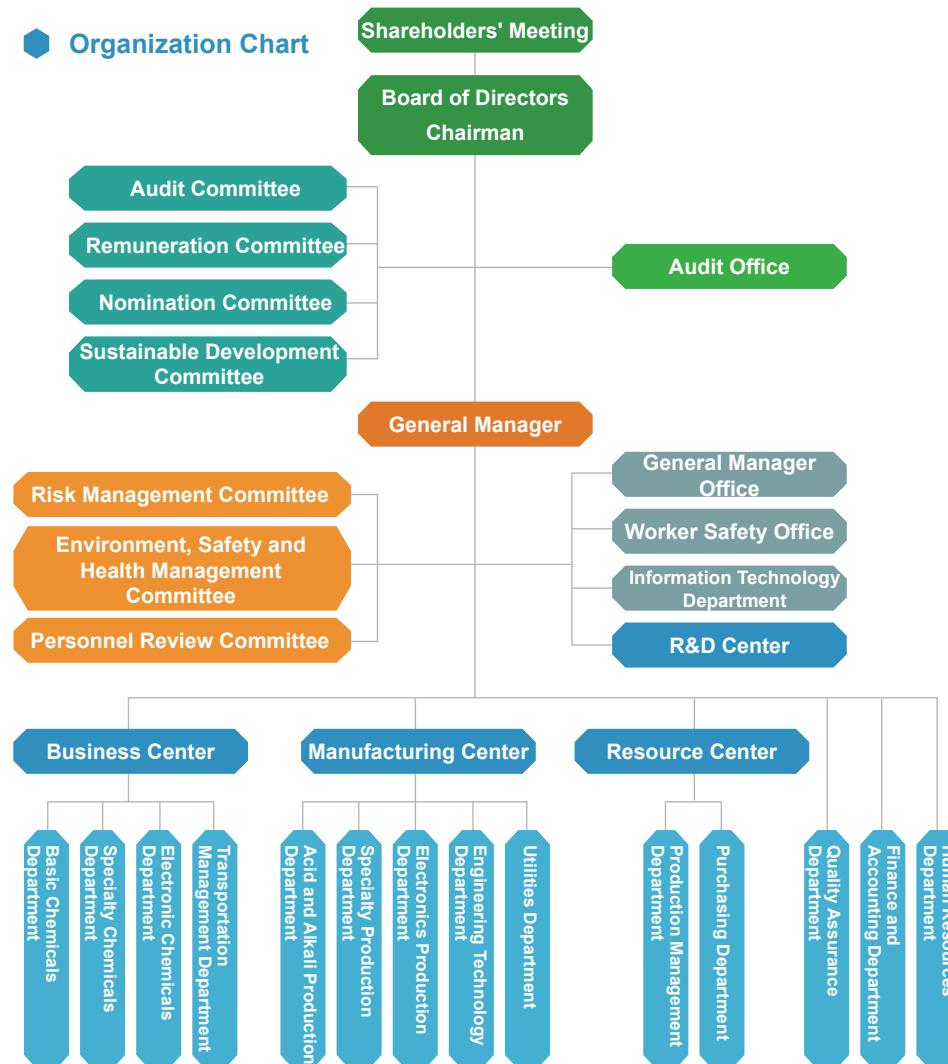 Organization Chart
Shareholders' Meeting
Board of Directors
Chairman
Audit Committee
Remuneration Committee
Nomination Committee
Sustainable Development
Committee
Audit Office
General Manager
Risk Management Committee
Environment, Safety and
Health Management
Committee
Personnel Review Committee
General Manager
Office
Worker Safety Office
Information Technology
Department
R&D Center
Business Center
Manufacturing Center
Resource Center
Basic Chemicals
Department
Specialty Chemicals
Department
Electronic Chemicals
Department
Transportation
Management Department
Acid and Alkali Production
Department
Specialty Production
Department
Electronics Production
Department
Engineering Technology
Department
Utilities Department
Production Management
Department
Purchasing Department
Quality Assurance
Department
Finance and
Accounting Department
Human Resources
Department